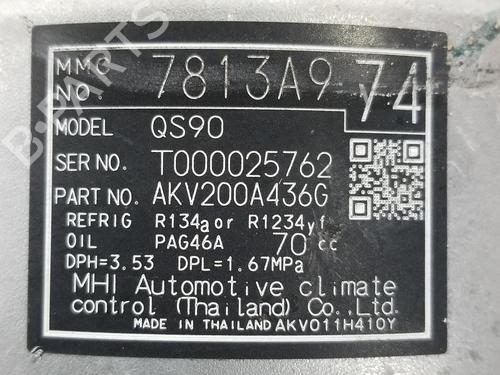 MMC NO. 7813A9 74
MODEL QS90
SER NO. T000025762
PART NO. AKV200A436G
REFRIG R134a or R1234yf
OIL PAG46A 70 cc
DPH=3.53 DPL=1.67MPa
MHI Automotive climate
control (Thailand) Co.,Ltd.
MADE IN THAILAND AKV011H410Y
B-PARTS